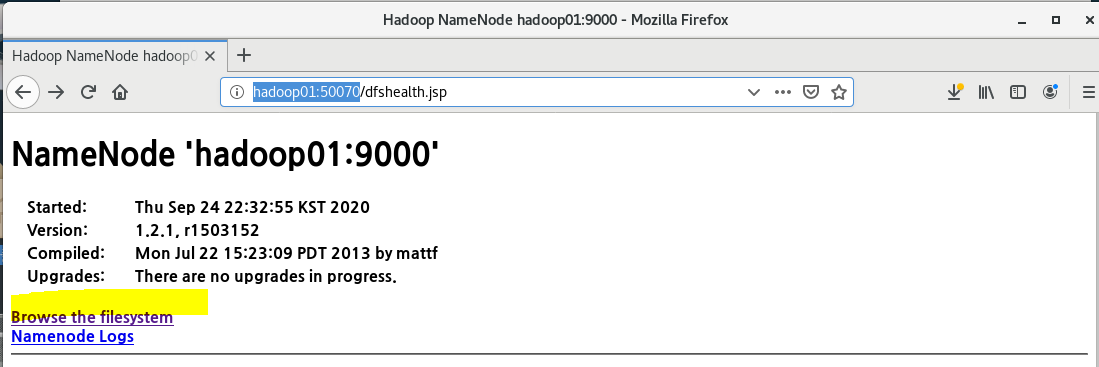 Hadoop NameNode hadoop01:9000 - Mozilla Firefox
Hadoop NameNode hadoop0
hadoop01:50070/dfshealth.jsp
NameNode 'hadoop01:9000'
Started: Thu Sep 24 22:32:55 KST 2020
Version: 1.2.1, r1503152
Compiled: Mon Jul 22 15:23:09 PDT 2013 by mattf
Upgrades: There are no upgrades in progress.
Browse the filesystem
Namenode Logs